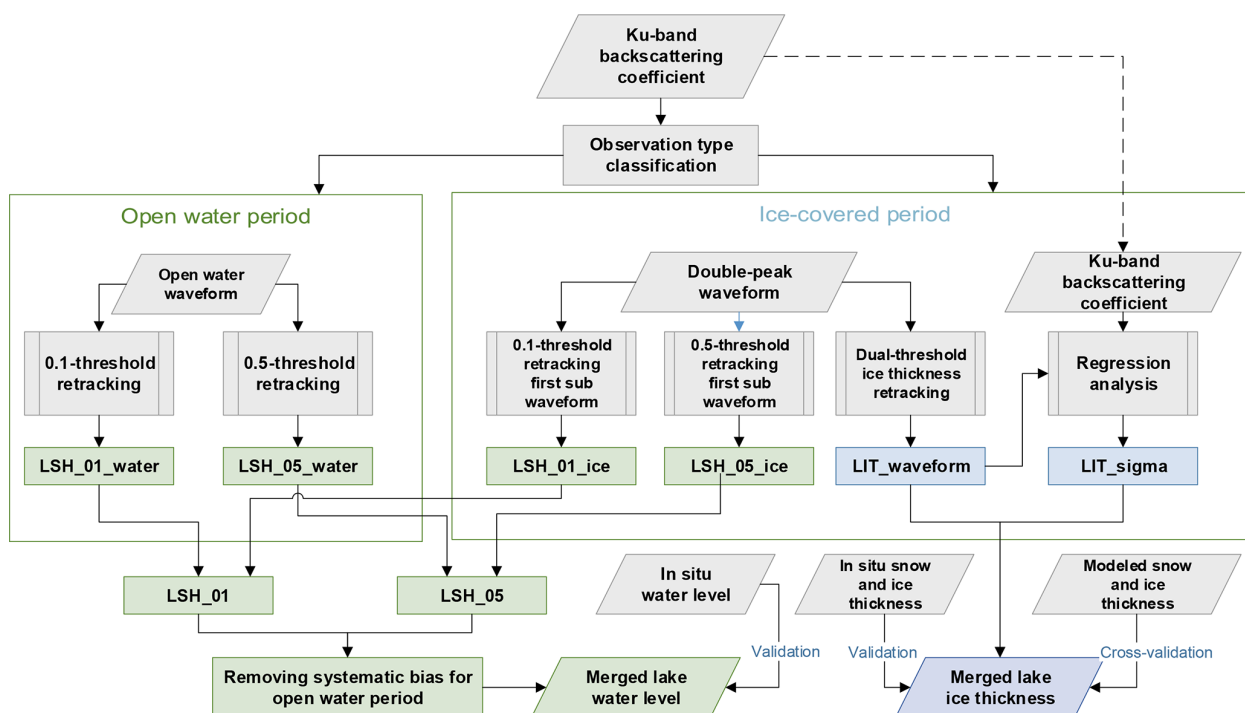 Ku-band
backscattering
coefficient
Observation type
classification
Open water period
Ice-covered period
Open water
waveform
Double-peak
waveform
Ku-band
backscattering
coefficient
0.1-threshold
retracking
0.5-threshold
retracking
0.1-threshold
retracking
first sub
waveform
0.5-threshold
retracking
first sub
waveform
Dual-threshold
ice thickness
retracking
Regression
analysis
LSH_01_water
LSH_05_water
LSH_01_ice
LSH_05_ice
LIT_waveform
LIT_sigma
LSH_01
LSH_05
In situ
water level
In situ snow
and ice
thickness
Modeled snow
and ice
thickness
Validation
Validation
Cross-validation
Removing systematic bias for
open water period
Merged lake
water level
Merged lake
ice thickness